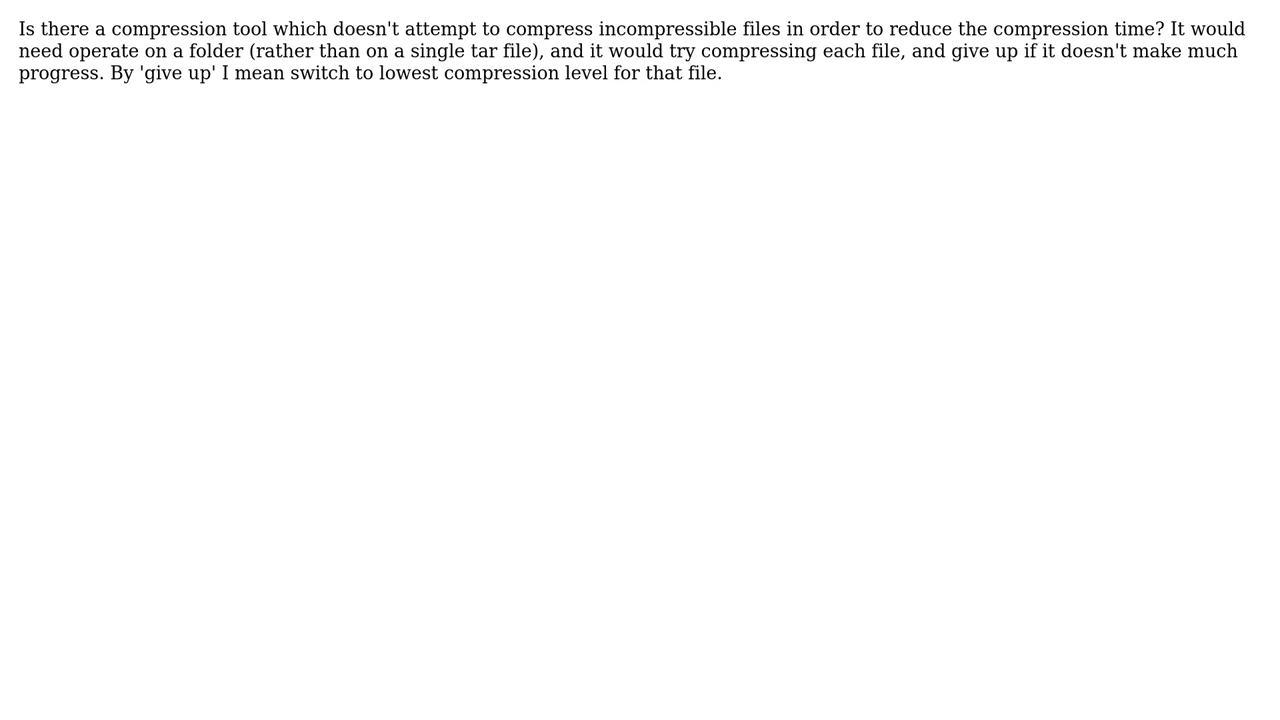 Is there a compression tool which doesn't attempt to compress incompressible files in order to reduce the compression time? It would
need operate on a folder (rather than on a single tar file), and it would try compressing each file, and give up if it doesn't make much
progress. By 'give up' I mean switch to lowest compression level for that file.